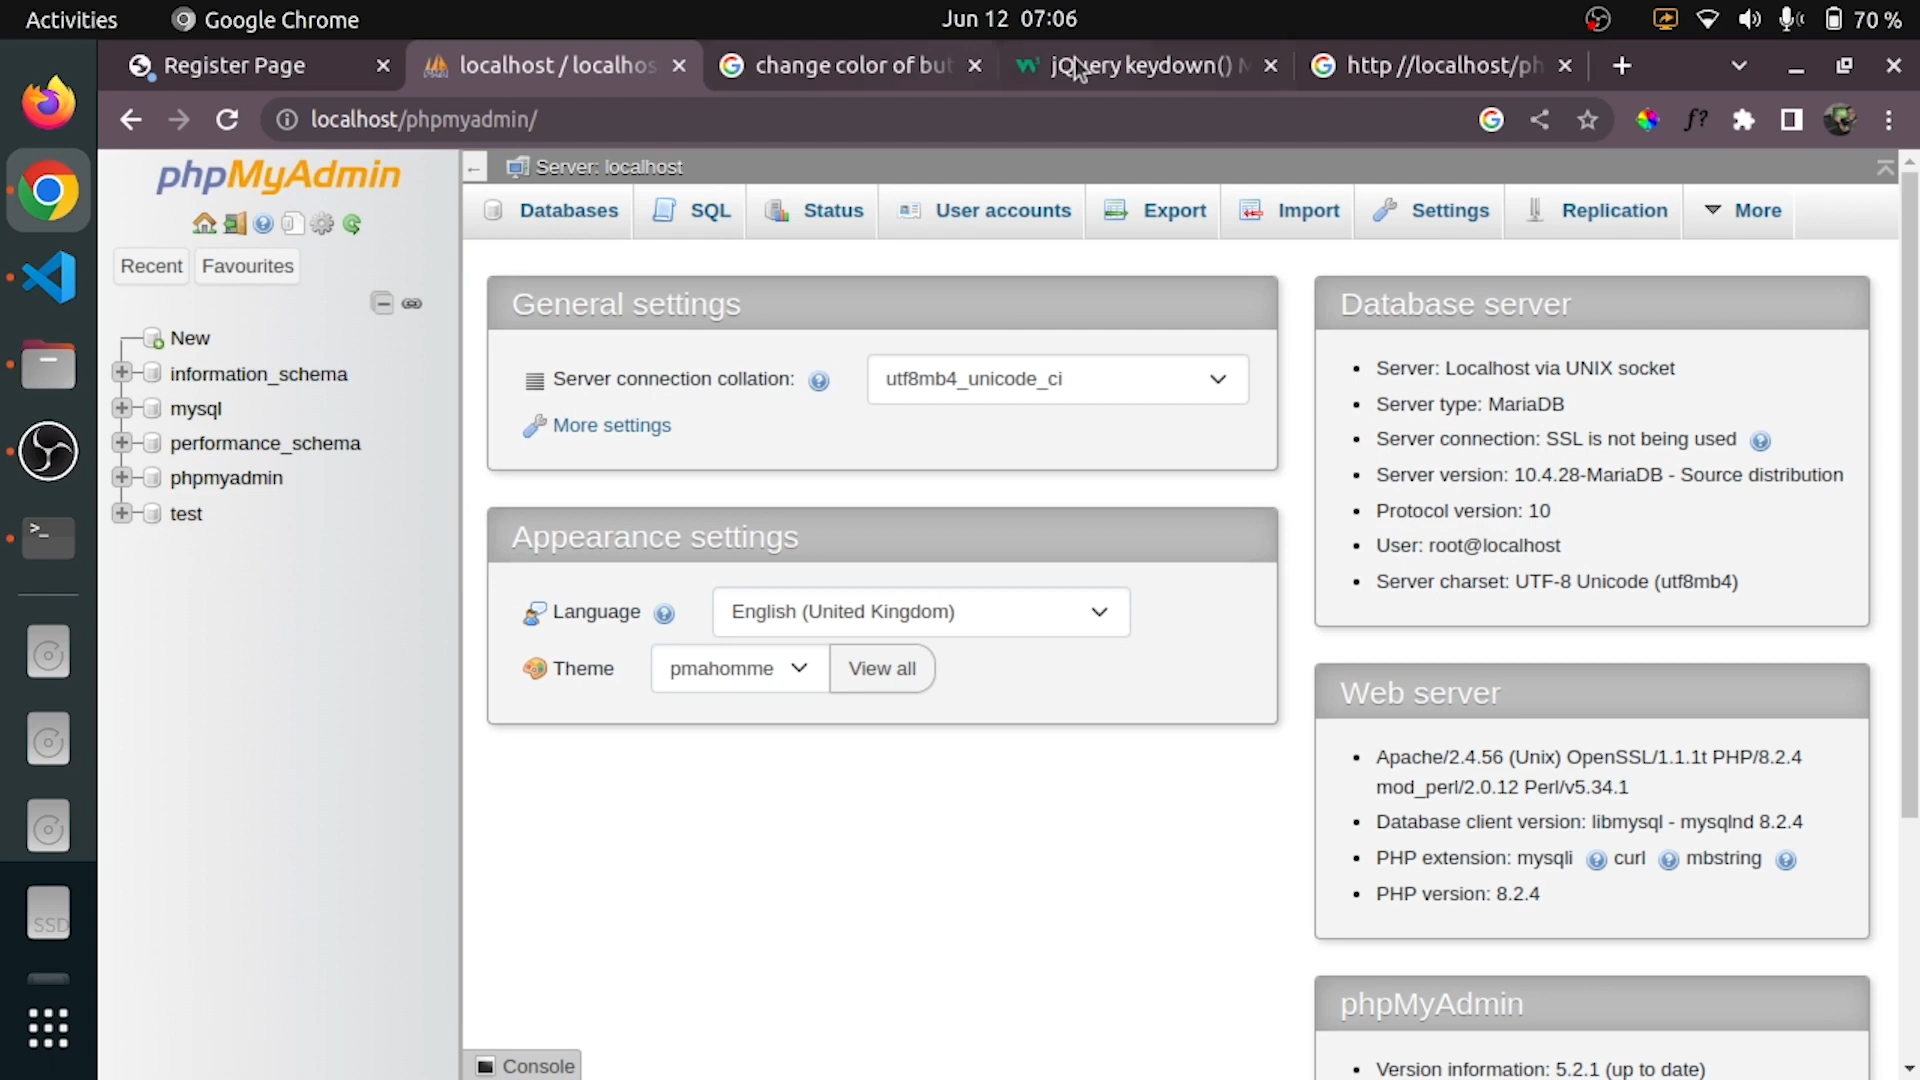 Activities
Google Chrome
Jun 12 07:06
70 %
Register Page
localhost / localhos
change color of but
jQuery keydown() M
http //localhost/ph
localhost/phpmyadmin/
f?
phpMyAdmin
Recent
Favourites
New
information_schema
mysql
performance_schema
phpmyadmin
test
Server: localhost
Databases
SQL
Status
User accounts
Export
Import
Settings
Replication
More
General settings
Server connection collation:
utf8mb4_unicode_ci
More settings
Appearance settings
Language
English (United Kingdom)
Theme
pmahomme
View all
Database server
Server: Localhost via UNIX socket
Server type: MariaDB
Server connection: SSL is not being used
Server version: 10.4.28-MariaDB - Source distribution
Protocol version: 10
User: root@localhost
Server charset: UTF-8 Unicode (utf8mb4)
Web server
Apache/2.4.56 (Unix) OpenSSL/1.1.1t PHP/8.2.4
mod_perl/2.0.12 Perl/v5.34.1
Database client version: libmysql - mysqlnd 8.2.4
PHP extension: mysqli curl mbstring
PHP version: 8.2.4
phpMyAdmin
Version information: 5.2.1 (up to date)
Console
SSD